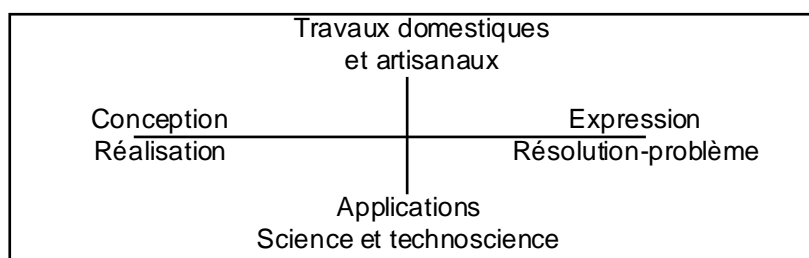 Travaux domestiques
et artisanaux
Conception
Réalisation
Expression
Résolution-problème
Applications
Science et technoscience